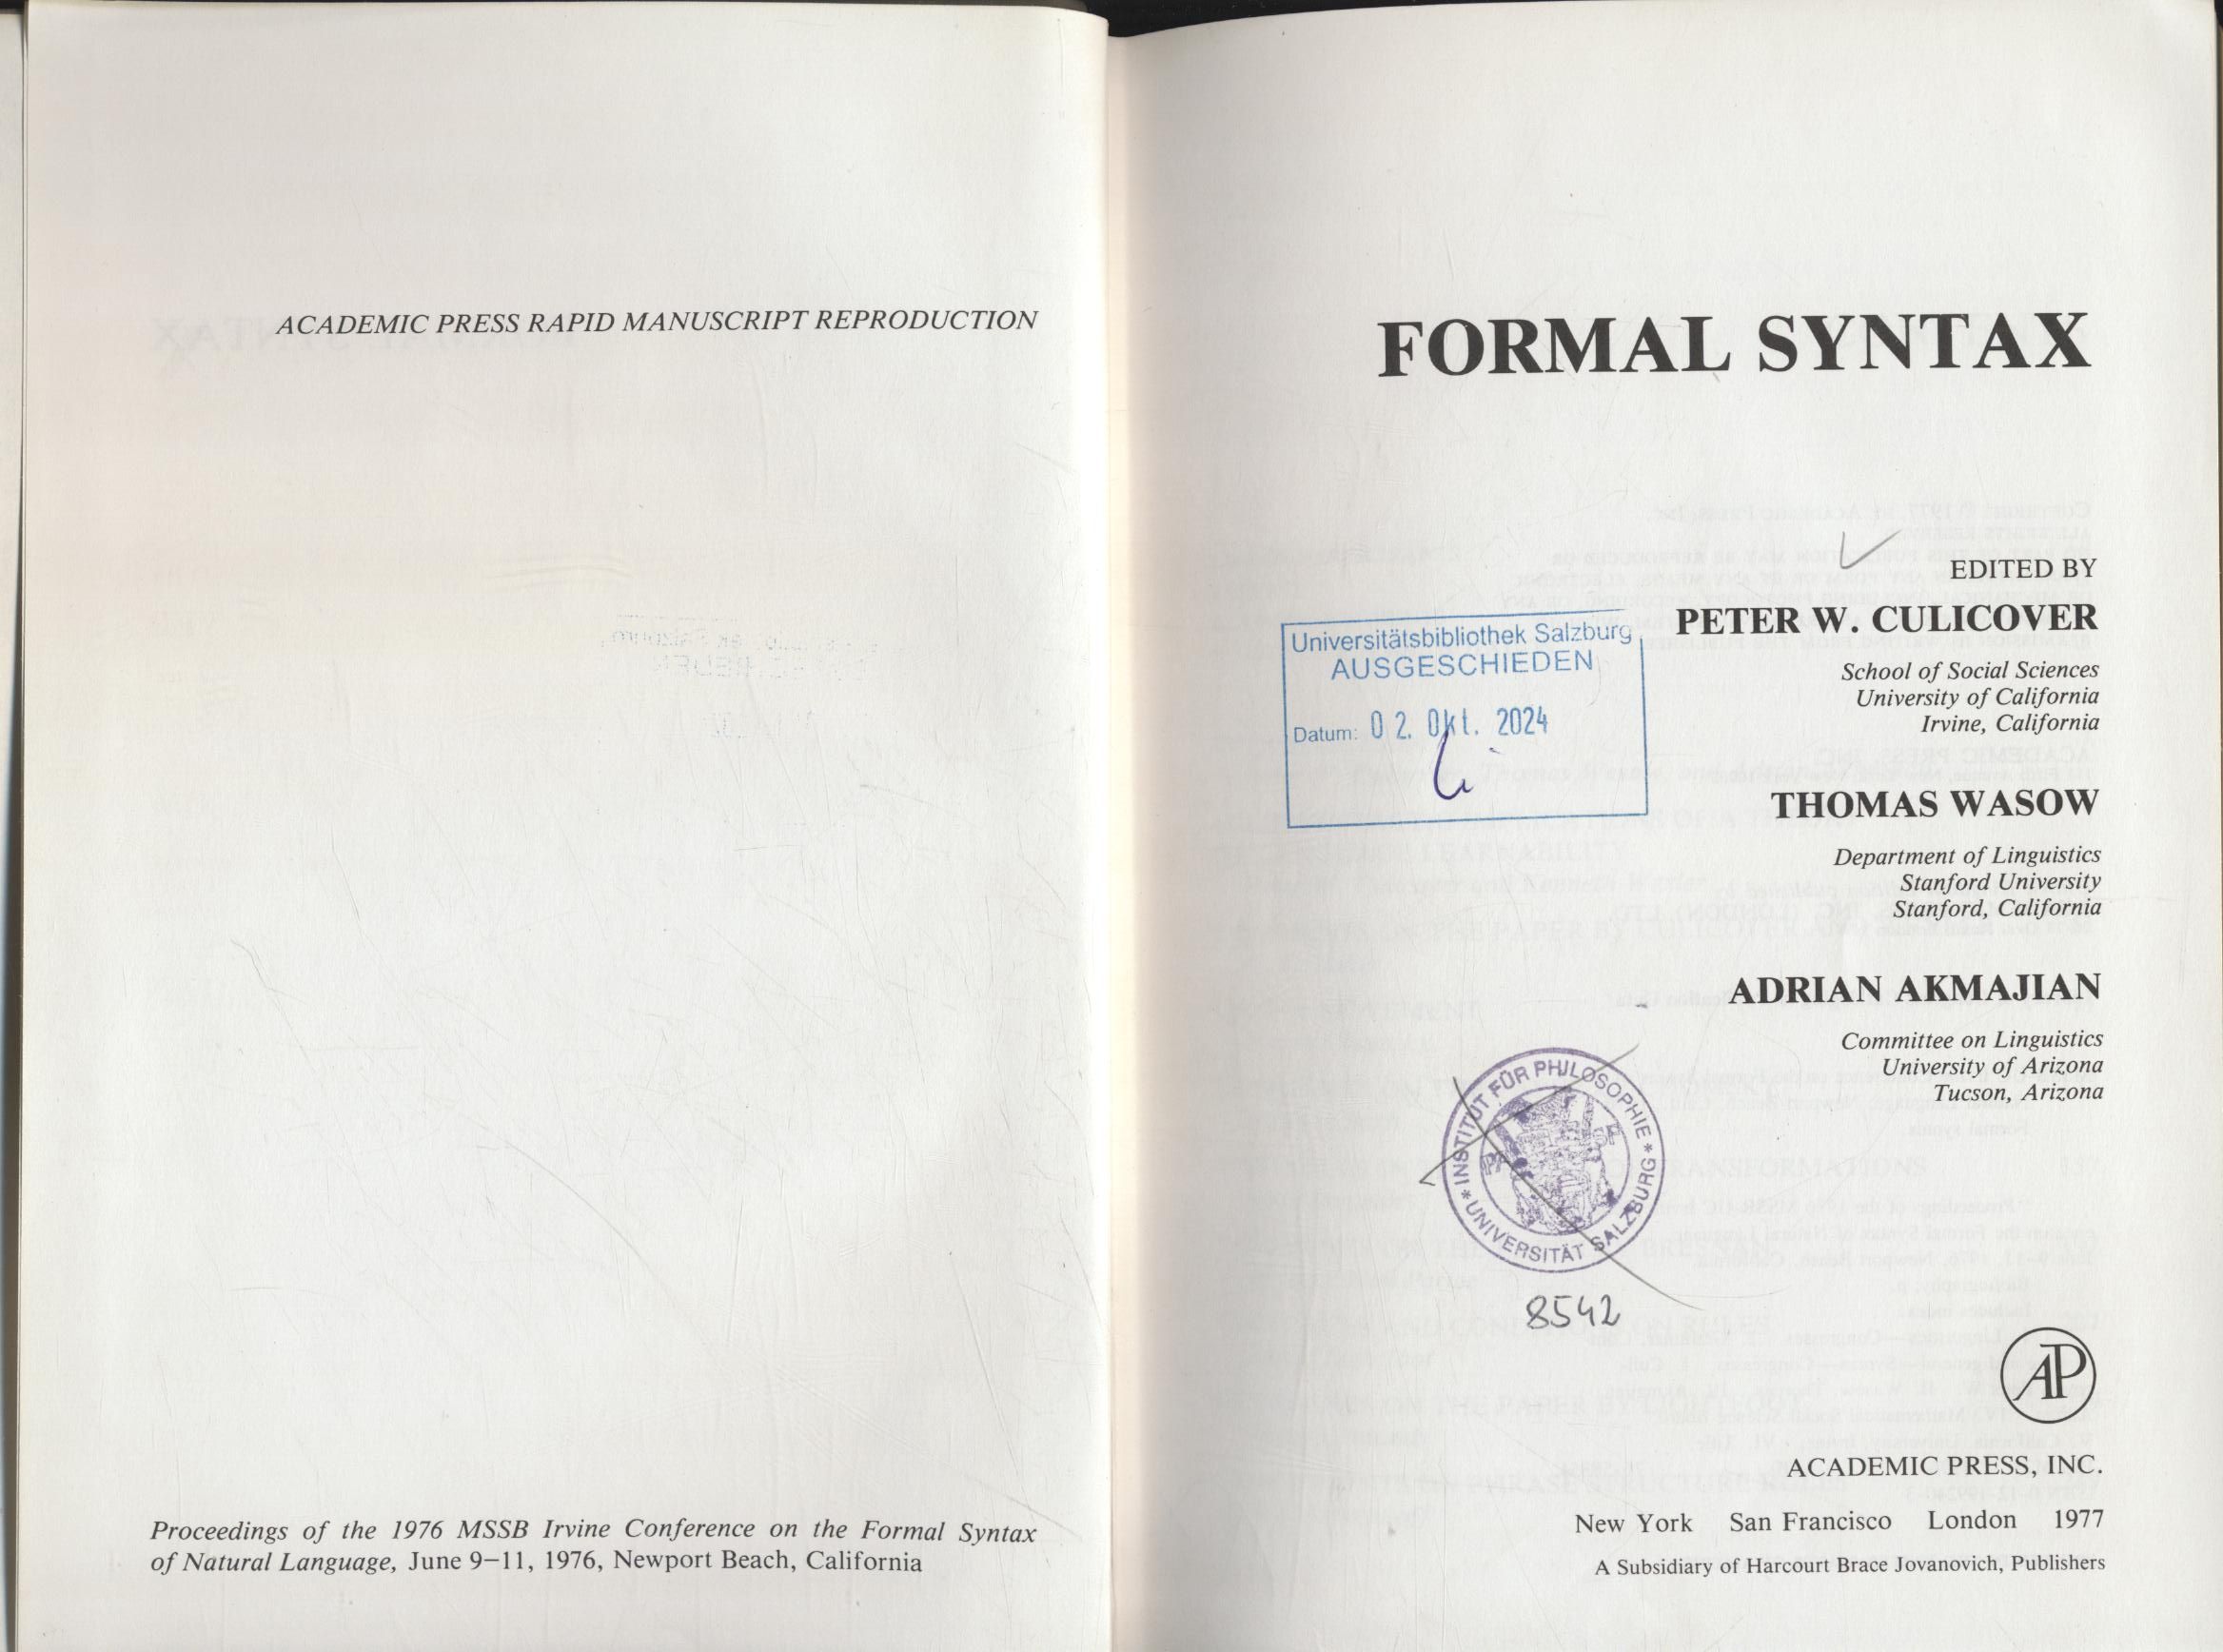 ACADEMIC PRESS RAPID MANUSCRIPT REPRODUCTION
Proceedings of the 1976 MSSB Irvine Conference on the Formal Syntax
of Natural Language, June 9–11, 1976, Newport Beach, California
FORMAL SYNTAX
EDITED BY
PETER W. CULICOVER
School of Social Sciences
University of California
Irvine, California
Universitätsbibliothek Salzburg
AUSGESCHIEDEN
Datum: 02. Okt. 2024
THOMAS WASOW
Department of Linguistics
Stanford University
Stanford, California
ADRIAN AKMAJIAN
Committee on Linguistics
University of Arizona
Tucson, Arizona
* INSTITUT FÜR PHILOSOPHIE *
UNIVERSITÄT SALZBURG
8542
AP
ACADEMIC PRESS, INC.
New York San Francisco London 1977
A Subsidiary of Harcourt Brace Jovanovich, Publishers